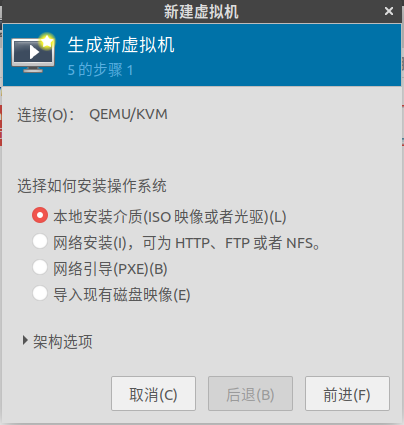 新建虚拟机
生成新虚拟机
5 的步骤 1
连接(O): QEMU/KVM
选择如何安装操作系统
本地安装介质(ISO 映像或者光驱)(L)
网络安装(I)，可为 HTTP、FTP 或者 NFS。
网络引导(PXE)(B)
导入现有磁盘映像(E)
架构选项
取消(C) 后退(B) 前进(F)